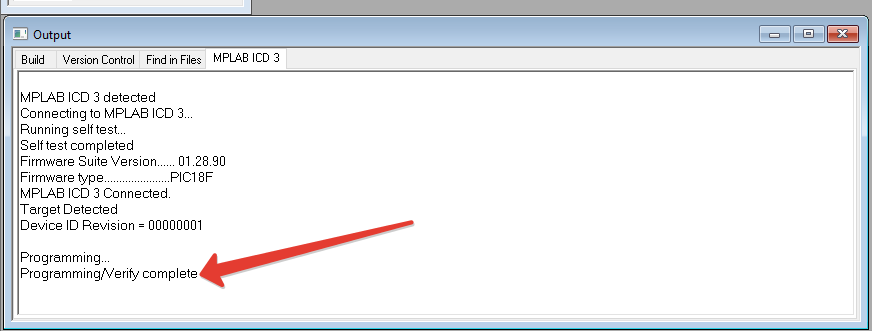 Output
Build
Version Control
Find in Files
MPLAB ICD 3
MPLAB ICD 3 detected
Connecting to MPLAB ICD 3...
Running self test...
Self test completed
Firmware Suite Version...... 01.28.90
Firmware type......................PIC18F
MPLAB ICD 3 Connected.
Target Detected
Device ID Revision = 00000001
Programming...
Programming/Verify complete